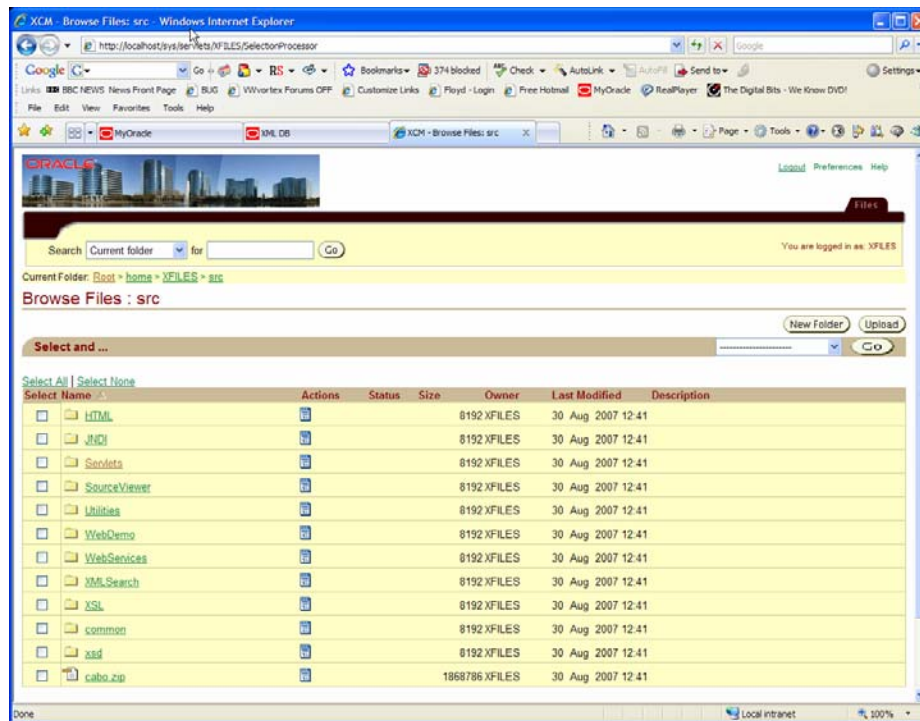 XCM - Browse Files: src - Windows Internet Explorer
http://localhost/sys/servlets/XFILES/SelectionProcessor
Google
Google G Go RS Bookmarks 374 blocked Check AutoLink AutoFill Send to Settings
Links BBC NEWS News Front Page BUG WVvortex Forums OFF Customize Links Floyd - Login Free Hotmail MyOracle RealPlayer The Digital Bits - We Know DVD!
File Edit View Favorites Tools Help
MyOracle XML DB XCM - Browse Files: src Page Tools
ORACLE
Logout Preferences Help
Files
Search Current folder for Go
You are logged in as: XFILES
Current Folder: Root > home > XFILES > src
Browse Files : src
New Folder Upload
Select and ... -------------------- Go
Select All | Select None
Select Name Actions Status Size Owner Last Modified Description
HTML 8192 XFILES 30 Aug 2007 12:41
JNDI 8192 XFILES 30 Aug 2007 12:41
Servlets 8192 XFILES 30 Aug 2007 12:41
SourceViewer 8192 XFILES 30 Aug 2007 12:41
Utilities 8192 XFILES 30 Aug 2007 12:41
WebDemo 8192 XFILES 30 Aug 2007 12:41
WebServices 8192 XFILES 30 Aug 2007 12:41
XMLSearch 8192 XFILES 30 Aug 2007 12:41
XSL 8192 XFILES 30 Aug 2007 12:41
common 8192 XFILES 30 Aug 2007 12:41
xsd 8192 XFILES 30 Aug 2007 12:41
cabo.zip 1868786 XFILES 30 Aug 2007 12:41
Done Local intranet 100%